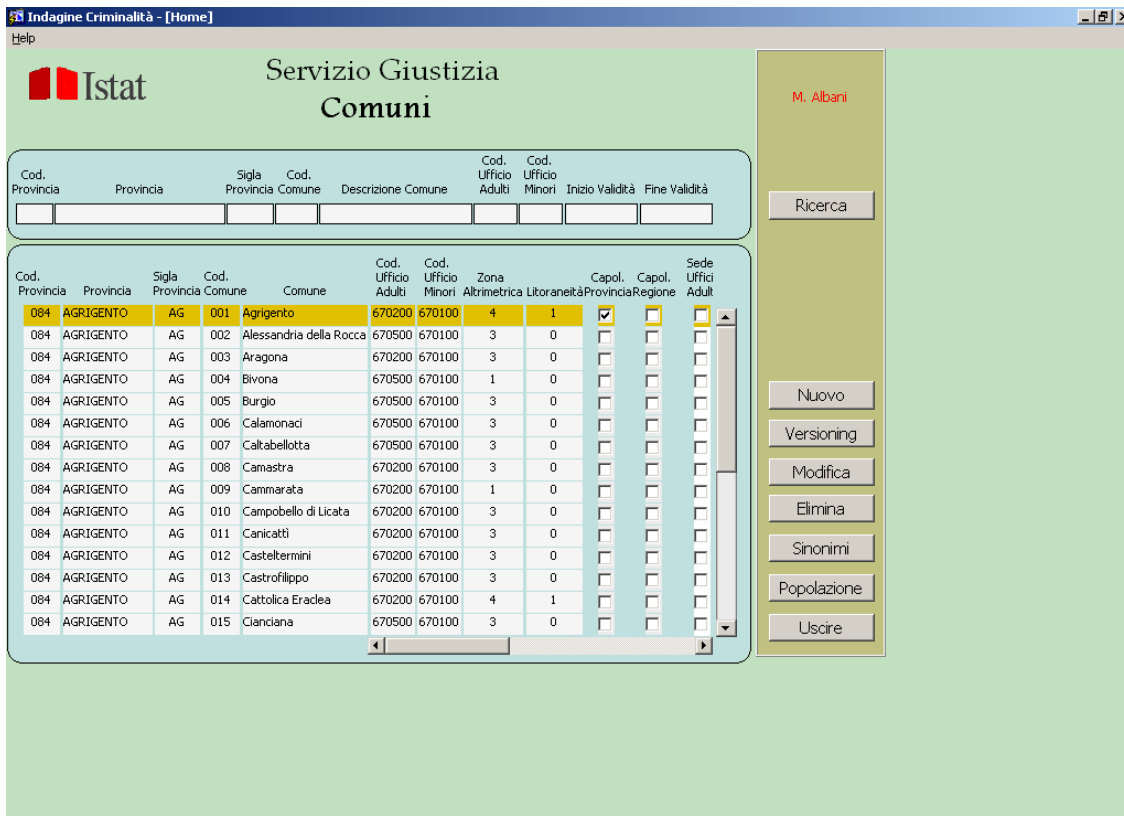 Indagine Criminalità - [Home]
Help
Istat
Servizio Giustizia
Comuni
M. Albani
Cod. Provincia Provincia Sigla Provincia Cod. Comune Descrizione Comune Cod. Ufficio Adulti Cod. Ufficio Minori Inizio Validità Fine Validità
Ricerca
Cod. Provincia Provincia Sigla Provincia Cod. Comune Comune Cod. Ufficio Adulti Cod. Ufficio Minori Zona Altrimetrica Litoraneità Capol. Provincia Capol. Regione Sede Uffici Adult
084 AGRIGENTO AG 001 Agrigento 670200 670100 4 1
084 AGRIGENTO AG 002 Alessandria della Rocca 670500 670100 3 0
084 AGRIGENTO AG 003 Aragona 670200 670100 3 0
084 AGRIGENTO AG 004 Bivona 670500 670100 1 0
084 AGRIGENTO AG 005 Burgio 670500 670100 3 0
084 AGRIGENTO AG 006 Calamonaci 670500 670100 3 0
084 AGRIGENTO AG 007 Caltabellotta 670500 670100 3 0
084 AGRIGENTO AG 008 Camastra 670200 670100 3 0
084 AGRIGENTO AG 009 Cammarata 670200 670100 1 0
084 AGRIGENTO AG 010 Campobello di Licata 670200 670100 3 0
084 AGRIGENTO AG 011 Canicattì 670200 670100 3 0
084 AGRIGENTO AG 012 Casteltermini 670200 670100 3 0
084 AGRIGENTO AG 013 Castrofilippo 670200 670100 3 0
084 AGRIGENTO AG 014 Cattolica Eraclea 670200 670100 4 1
084 AGRIGENTO AG 015 Cianciana 670500 670100 3 0
Nuovo
Versioning
Modifica
Elimina
Sinonimi
Popolazione
Uscire